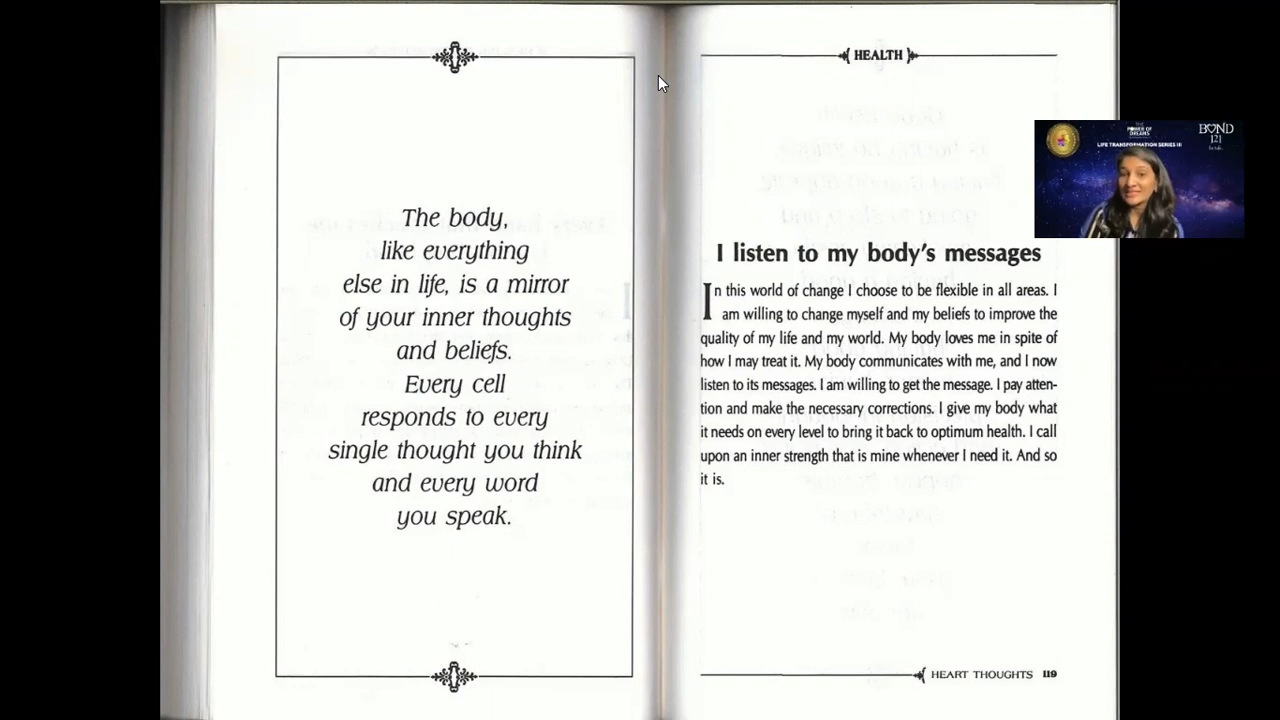 The body,
like everything
else in life, is a mirror
of your inner thoughts
and beliefs.
Every cell
responds to every
single thought you think
and every word
you speak.
HEALTH
I listen to my body's messages
In this world of change I choose to be flexible in all areas. I
am willing to change myself and my beliefs to improve the
quality of my life and my world. My body loves me in spite of
how I may treat it. My body communicates with me, and I now
listen to its messages. I am willing to get the message. I pay atten-
tion and make the necessary corrections. I give my body what
it needs on every level to bring it back to optimum health. I call
upon an inner strength that is mine whenever I need it. And so
it is.
HEART THOUGHTS 119
THE
POWER OF
DREAMS
LIFE TRANSFORMATION SERIES III
BOND
121